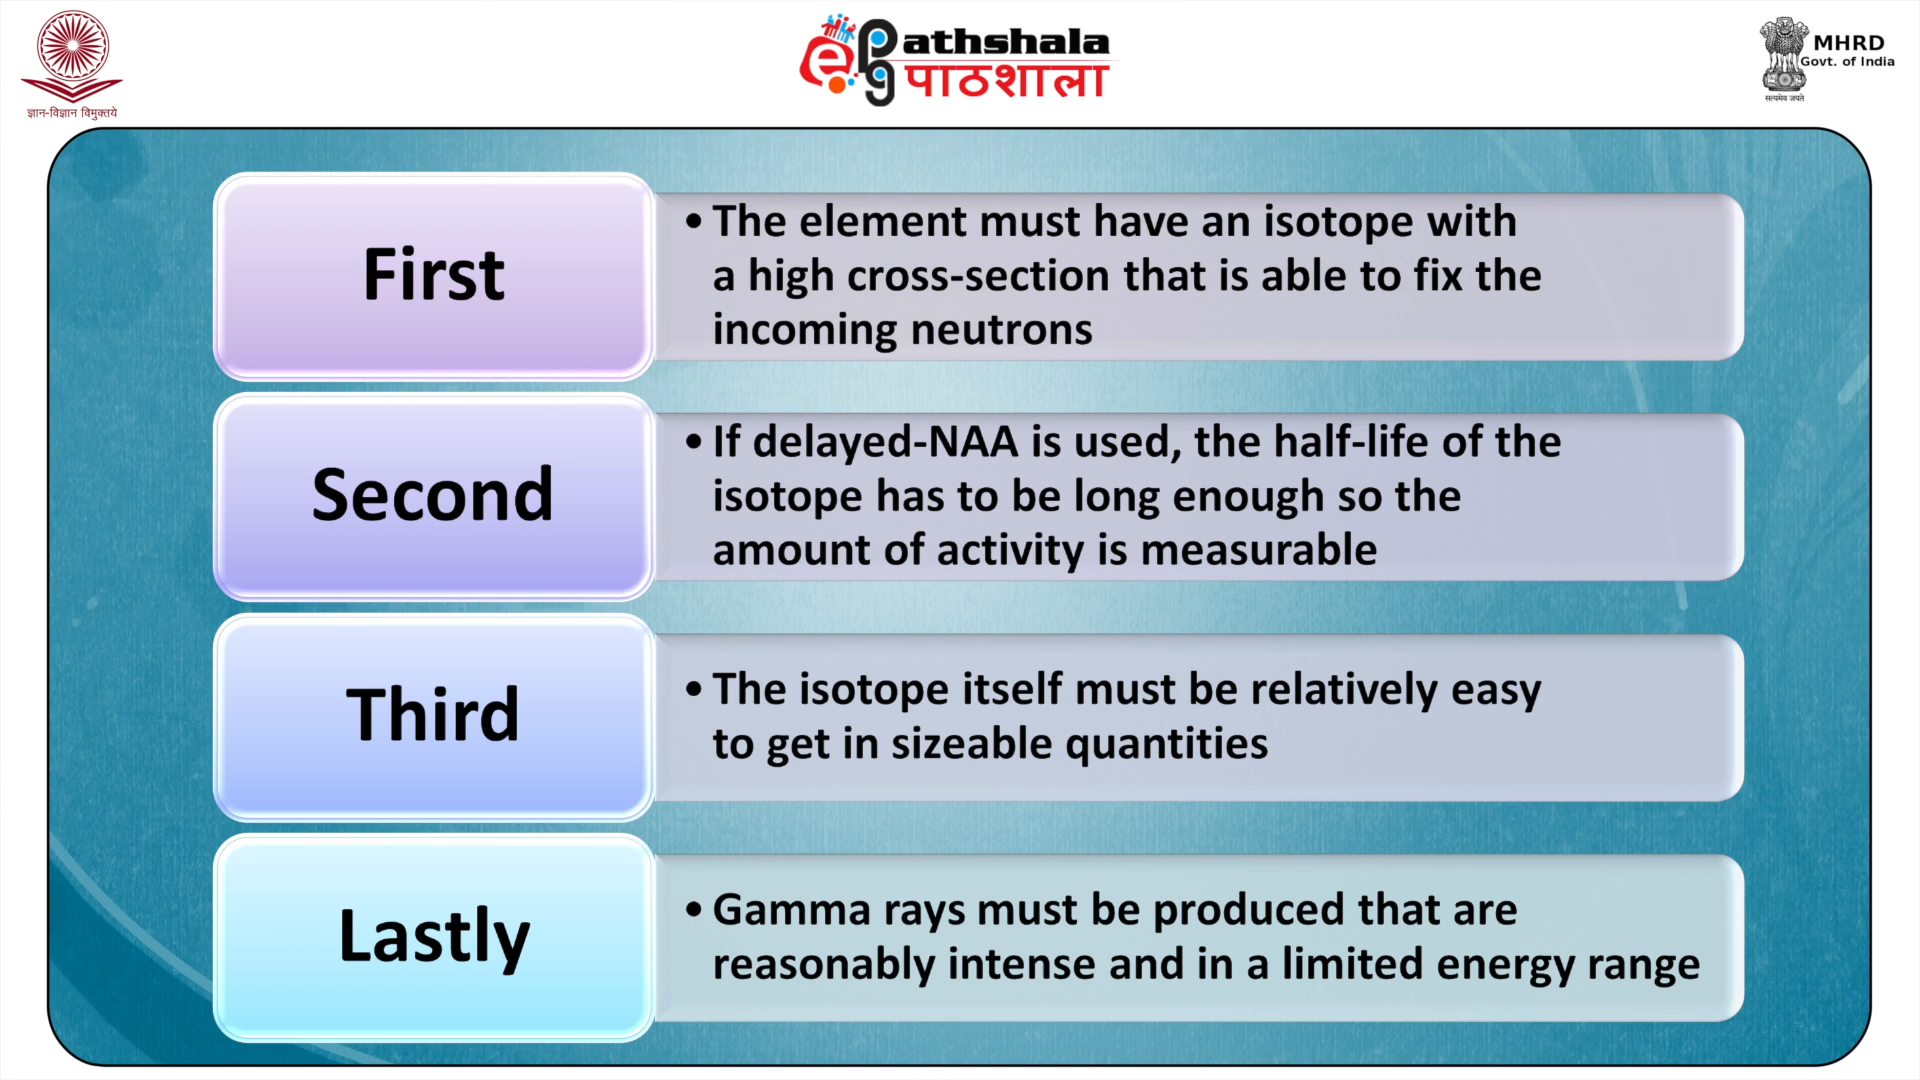 ज्ञान-विज्ञान विमुक्तये
ePg athshala
पाठशाला
MHRD
Govt. of India
सत्यमेव जयते
First
• The element must have an isotope with
a high cross-section that is able to fix the
incoming neutrons
Second
• If delayed-NAA is used, the half-life of the
isotope has to be long enough so the
amount of activity is measurable
Third
• The isotope itself must be relatively easy
to get in sizeable quantities
Lastly
• Gamma rays must be produced that are
reasonably intense and in a limited energy range